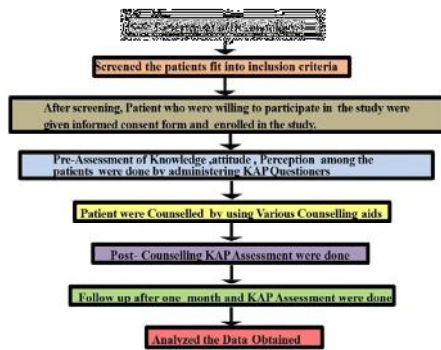 Screened the patients fit into inclusion criteria
After screening, Patient who were willing to participate in the study were
given informed consent form and enrolled in the study.
Pre-Assessment of Knowledge ,attitude , Perception among the
patients were done by administering KAP Questioners
Patient were Counselled by using Various Counselling aids
Post- Counselling KAP Assessment were done
Follow up after one month and KAP Assessment were done
Analyzed the Data Obtained